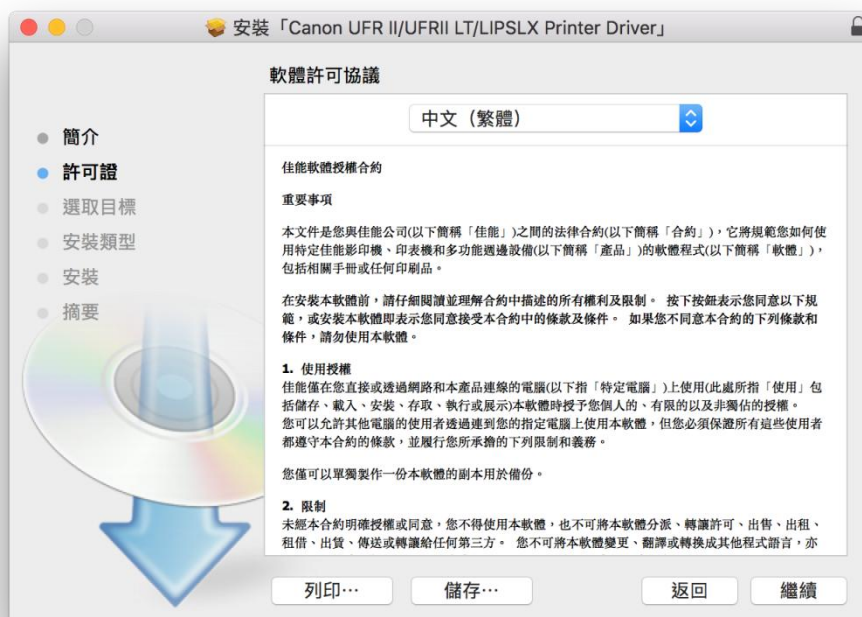 安裝「Canon UFR II/UFRII LT/LIPSLX Printer Driver」
軟體許可協議
簡介
許可證
選取目標
安裝類型
安裝
摘要
中文（繁體）
佳能軟體授權合約
重要事項
本文件是您與佳能公司(以下簡稱「佳能」)之間的法律合約(以下簡稱「合約」)，它將規範您如何使
用特定佳能影印機、印表機和多功能週邊設備(以下簡稱「產品」)的軟體程式(以下簡稱「軟體」)，
包括相關手冊或任何印刷品。
在安裝本軟體前，請仔細閱讀並理解合約中描述的所有權利及限制。 按下按鈕表示您同意以下規
範，或安裝本軟體即表示您同意接受本合約中的條款及條件。 如果您不同意本合約的下列條款和
條件，請勿使用本軟體。
1. 使用授權
佳能僅在您直接或透過網路和本產品連線的電腦(以下指「特定電腦」)上使用(此處所指「使用」包
括儲存、載入、安裝、存取、執行或展示)本軟體時授予您個人的、有限的以及非獨佔的授權。
您可以允許其他電腦的使用者透過連到您的指定電腦上使用本軟體，但您必須保證所有這些使用者
都遵守本合約的條款，並履行您所承擔的下列限制和義務。
您僅可以單獨製作一份本軟體的副本用於備份。
2. 限制
未經本合約明確授權或同意，您不得使用本軟體，也不可將本軟體分派、轉讓許可、出售、出租、
租借、出貨、傳送或轉讓給任何第三方。 您不可將本軟體變更、翻譯或轉換成其他程式語言，亦
列印⋯
儲存⋯
返回
繼續